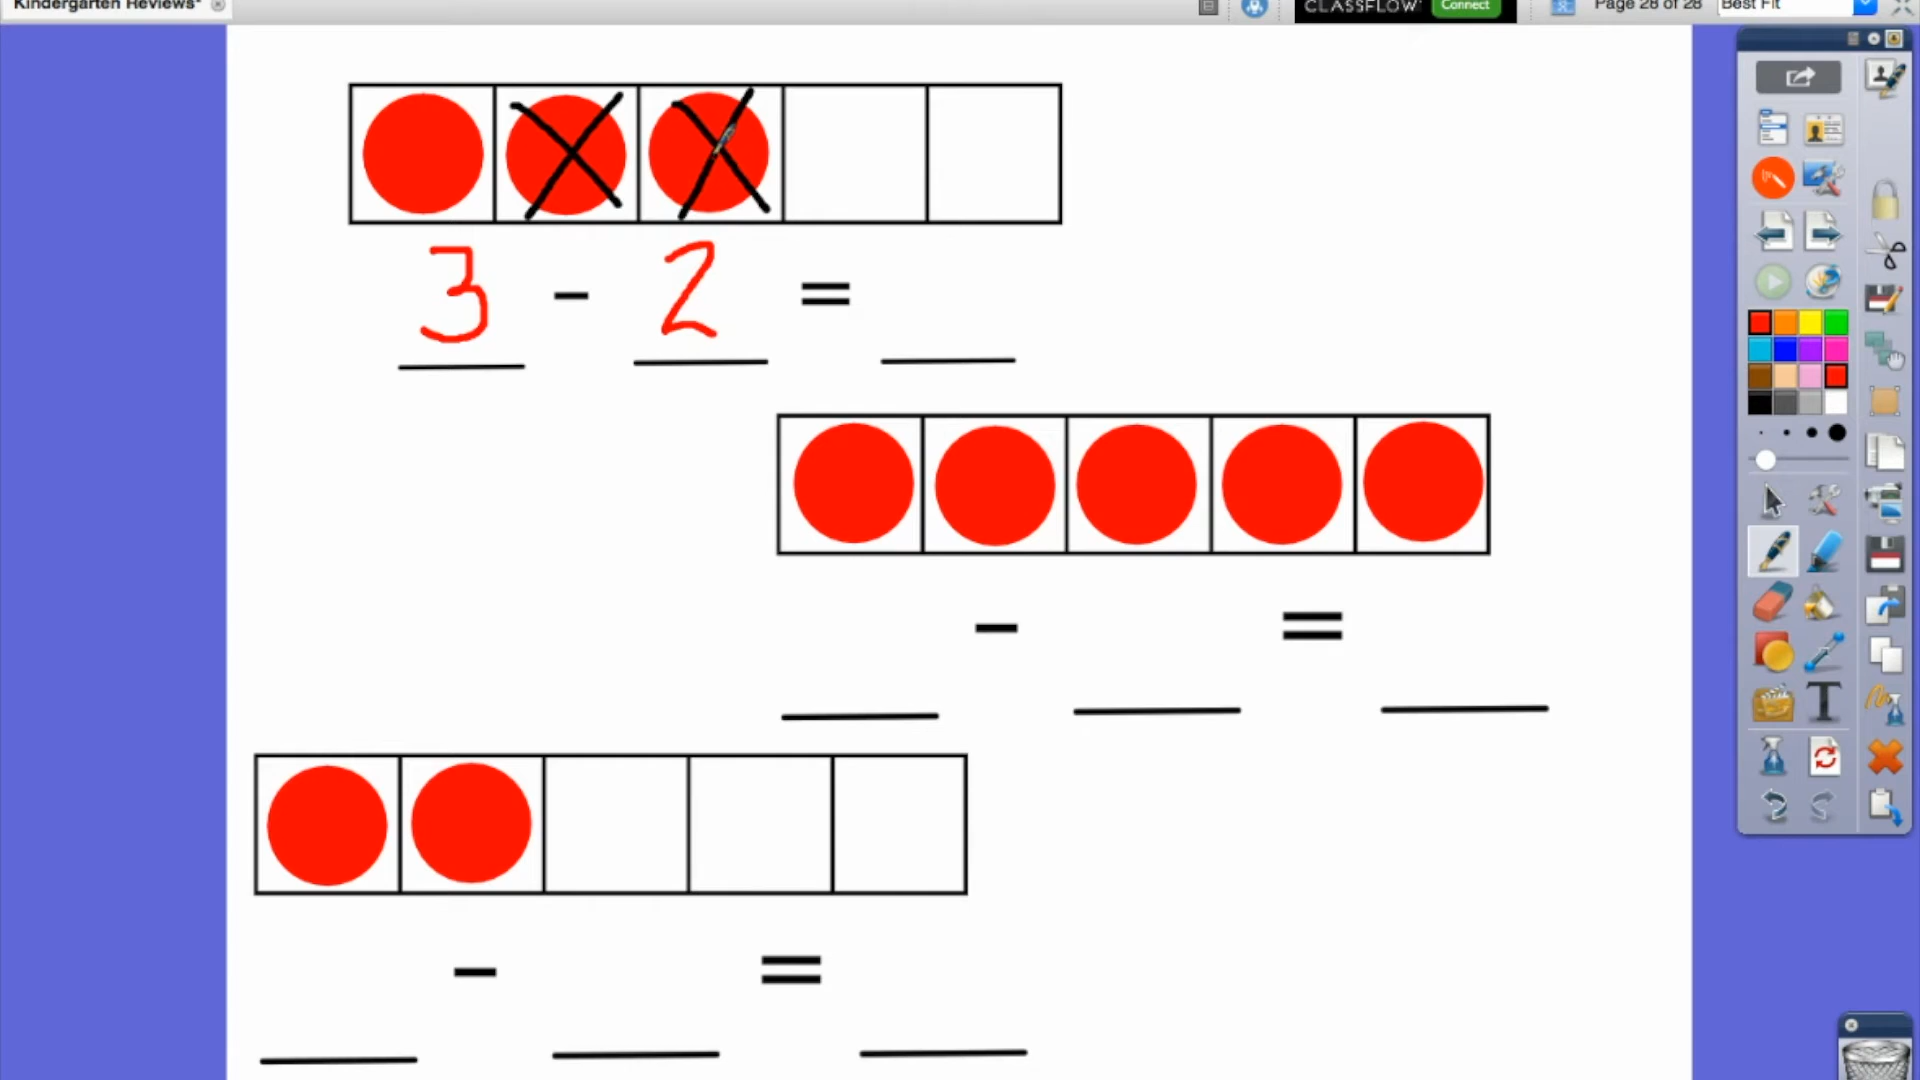 Kindergarten Reviews*
CLASSFLOW Connect
Page 28 of 28
Best Fit
3 - 2 =
- =
- =
T